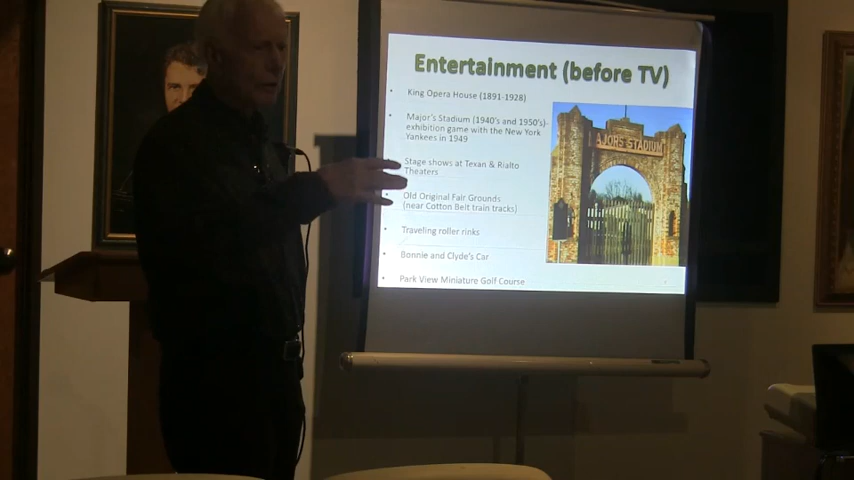 Entertainment (before TV)
• King Opera House (1891-1928)
• Major's Stadium (1940's and 1950's)-
exhibition game with the New York
Yankees in 1949
Stage shows at Texan & Rialto
Theaters
• Old Original Fair Grounds
(near Cotton Belt train tracks)
• Traveling roller rinks
• Bonnie and Clyde's Car
• Park View Miniature Golf Course
AJORS STADIUM